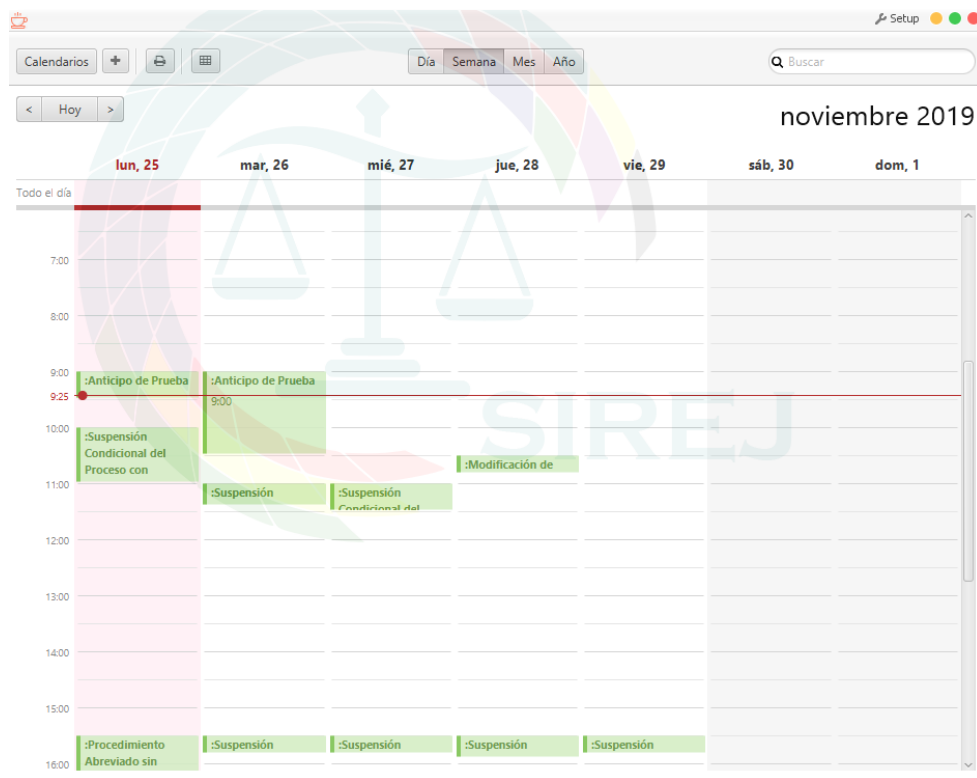 Setup
Calendarios
Día Semana Mes Año
Buscar
< Hoy >
noviembre 2019
lun, 25 mar, 26 mié, 27 jue, 28 vie, 29 sáb, 30 dom, 1
Todo el día
7:00
8:00
9:00
:Anticipo de Prueba :Anticipo de Prueba
9:25
9:00
SIREJ
10:00
:Suspensión
Condicional del
Proceso con
:Modificación de
11:00
:Suspensión :Suspensión
Condicional del
12:00
13:00
14:00
15:00
:Procedimiento :Suspensión :Suspensión :Suspensión :Suspensión
Abreviado sin
16:00